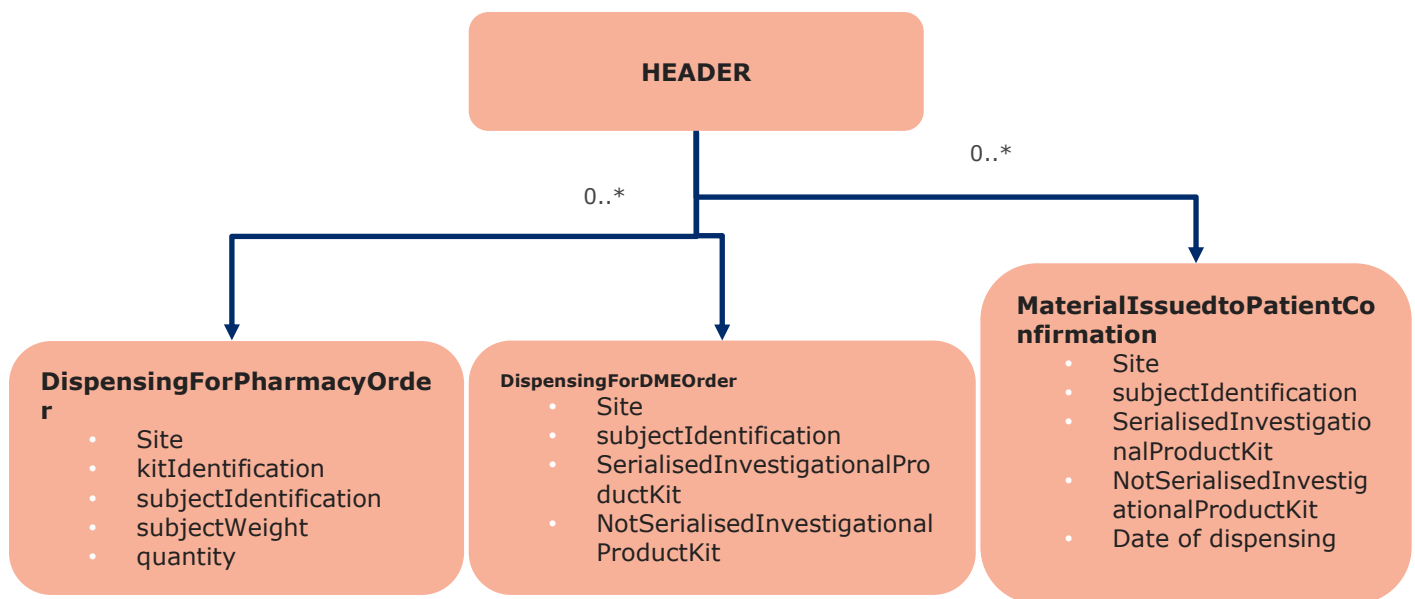 HEADER
0..*
0..*
DispensingForPharmacyOrde
r
• Site
• kitIdentification
• subjectIdentification
• subjectWeight
• quantity
DispensingForDMEOrder
• Site
• subjectIdentification
• SerialisedInvestigationalPro
ductKit
• NotSerialisedInvestigational
ProductKit
MaterialIssuedtoPatientCo
nfirmation
• Site
• subjectIdentification
• SerialisedInvestigatio
nalProductKit
• NotSerialisedInvestig
ationalProductKit
• Date of dispensing